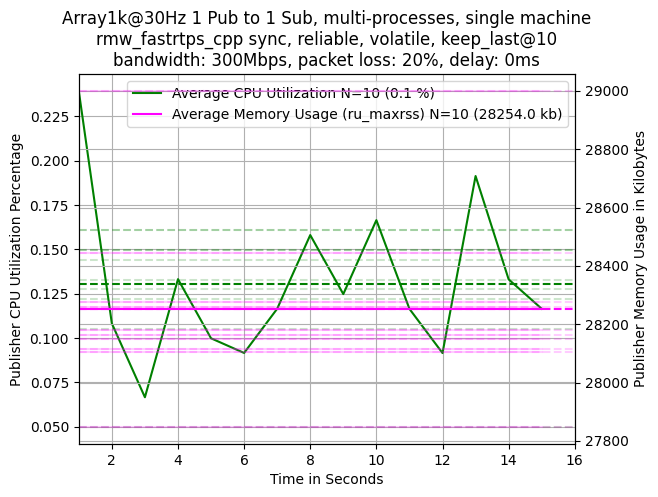 Array1k@30Hz 1 Pub to 1 Sub, multi-processes, single machine
rmw_fastrtps_cpp sync, reliable, volatile, keep_last@10
bandwidth: 300Mbps, packet loss: 20%, delay: 0ms
Average CPU Utilization N=10 (0.1 %)
Average Memory Usage (ru_maxrss) N=10 (28254.0 kb)
Publisher CPU Utilization Percentage
0.225
0.200
0.175
0.150
0.125
0.100
0.075
0.050
29000
28800
28600
28400
28200
28000
27800
Publisher Memory Usage in Kilobytes
2
4
6
8
10
12
14
16
Time in Seconds